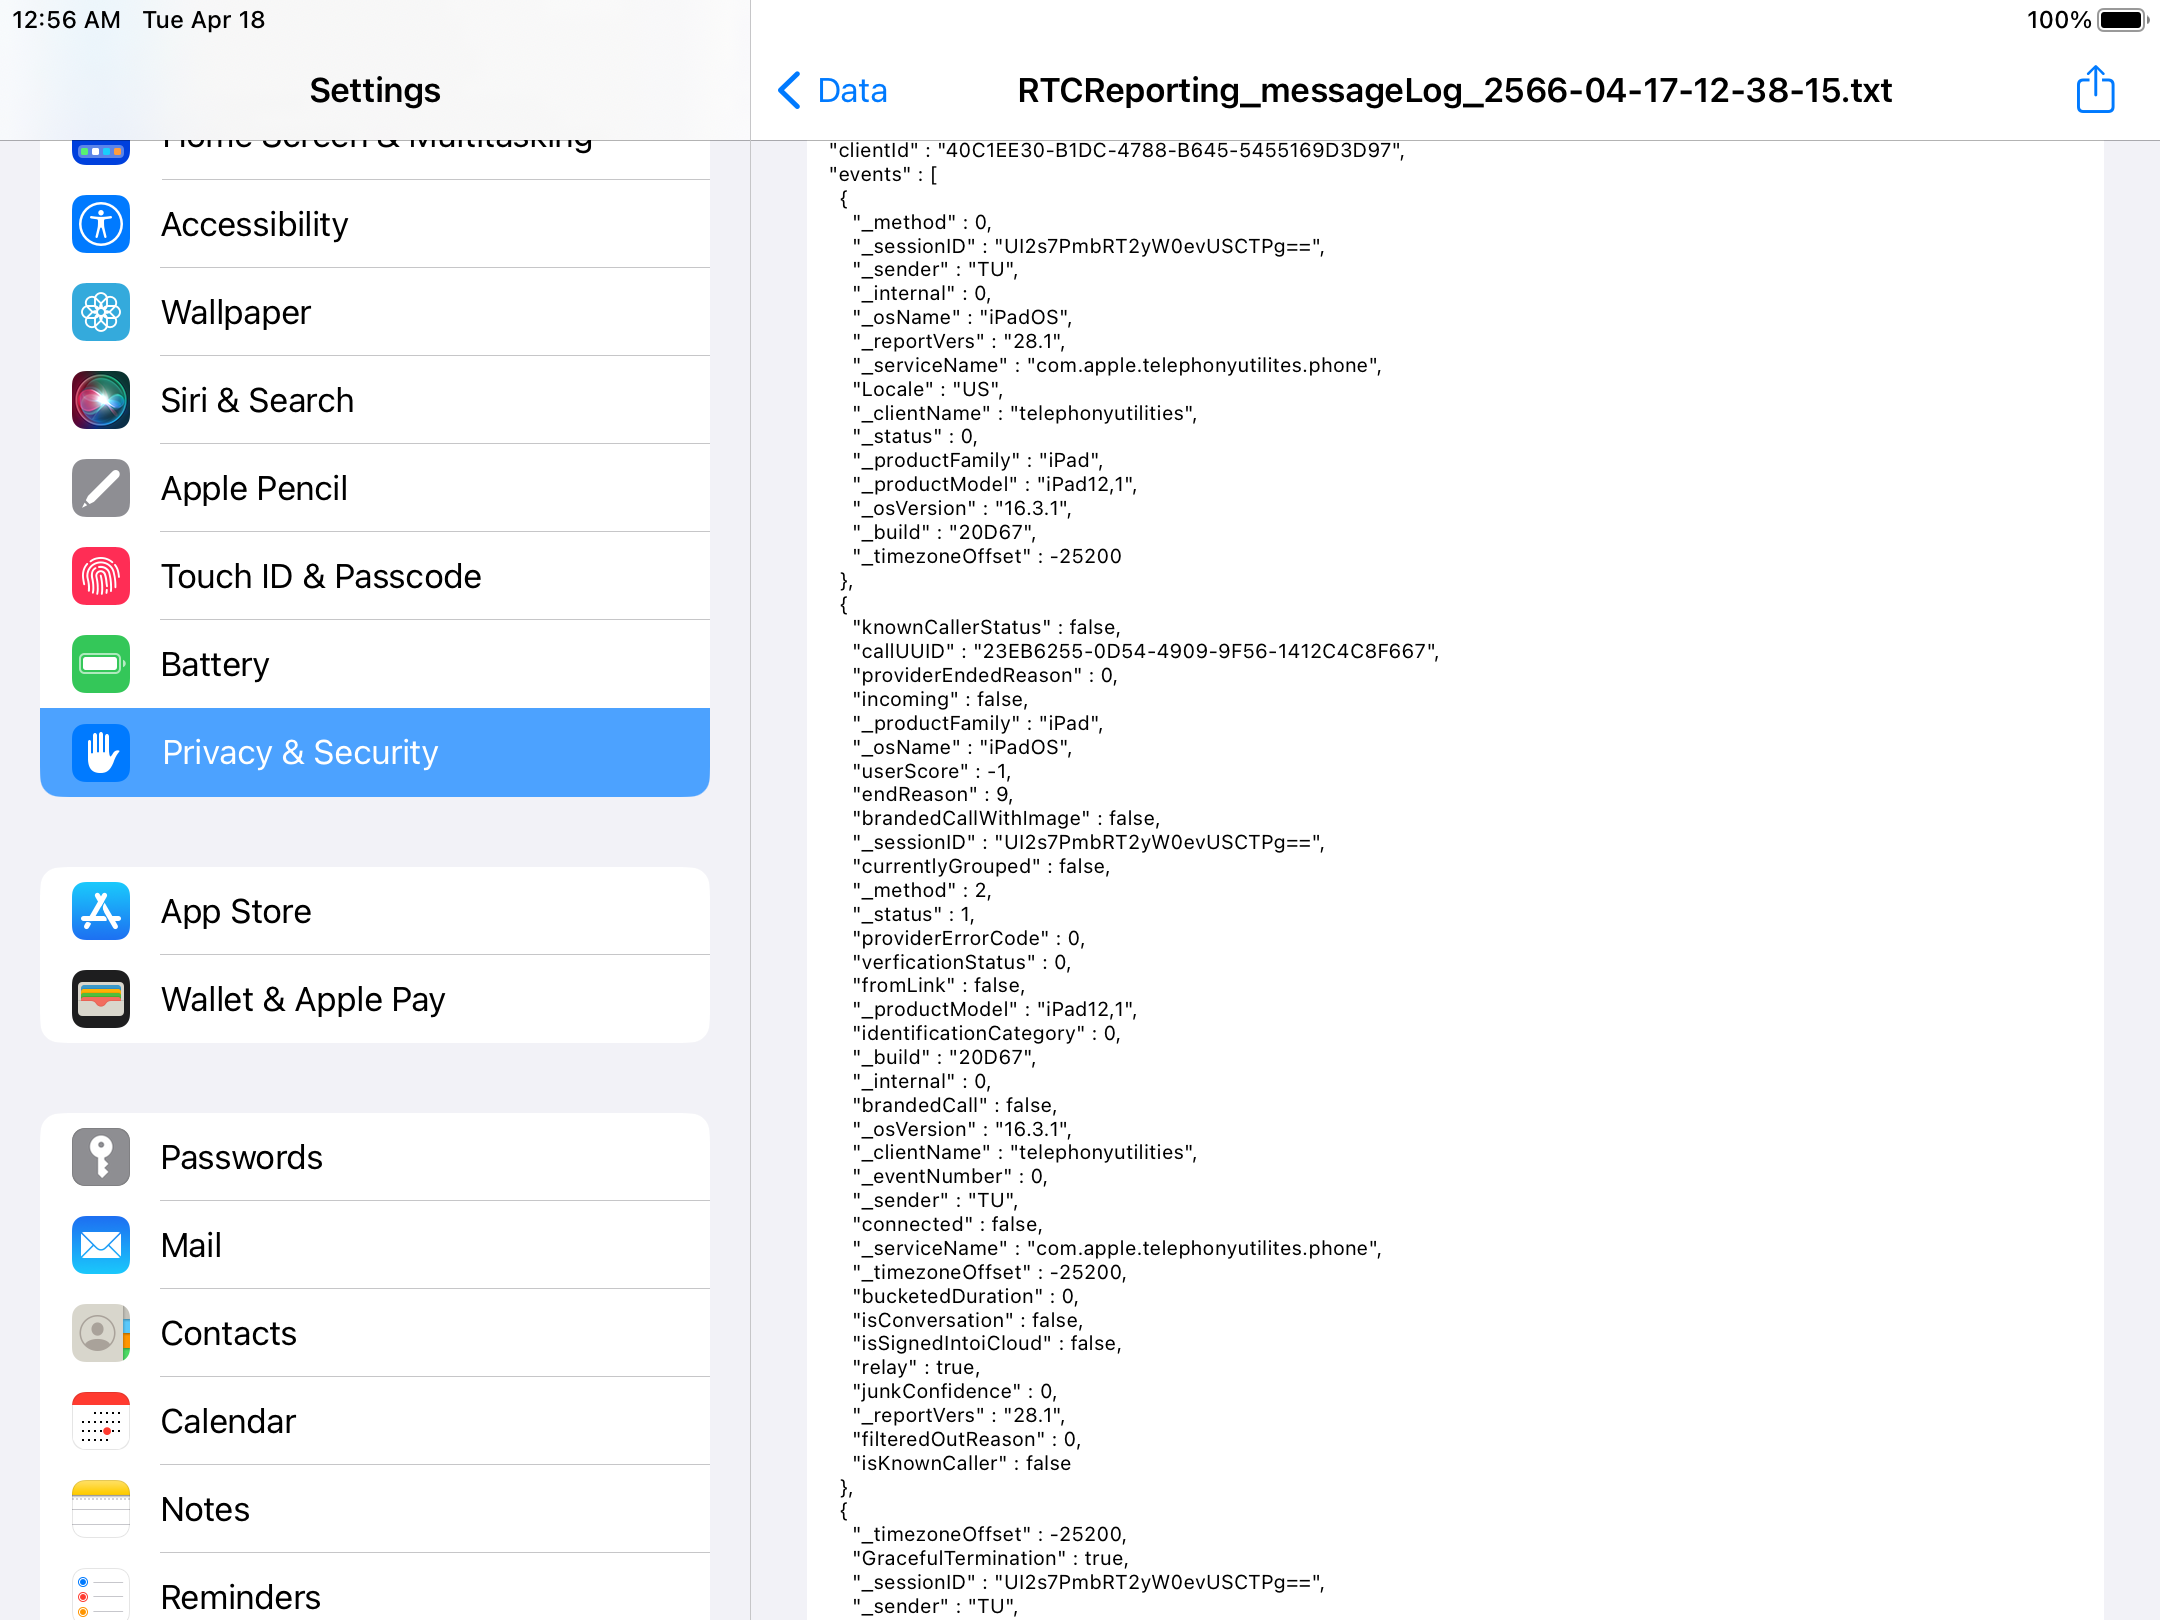 12:56 AM Tue Apr 18
100%
Settings
Home Screen & Multitasking
Accessibility
Wallpaper
Siri & Search
Apple Pencil
Touch ID & Passcode
Battery
Privacy & Security
App Store
Wallet & Apple Pay
Passwords
Mail
Contacts
Calendar
Notes
Reminders
Data
RTCReporting_messageLog_2566-04-17-12-38-15.txt
"clientId" : "40C1EE30-B1DC-4788-B645-5455169D3D97",
"events" : [
{
"_method" : 0,
"_sessionID" : "UI2s7PmbRT2yW0evUSCTPg==",
"_sender" : "TU",
"_internal" : 0,
"_osName" : "iPadOS",
"_reportVers" : "28.1",
"_serviceName" : "com.apple.telephonyutilites.phone",
"Locale" : "US",
"_clientName" : "telephonyutilities",
"_status" : 0,
"_productFamily" : "iPad",
"_productModel" : "iPad12,1",
"_osVersion" : "16.3.1",
"_build" : "20D67",
"_timezoneOffset" : -25200
},
{
"knownCallerStatus" : false,
"callUUID" : "23EB6255-0D54-4909-9F56-1412C4C8F667",
"providerEndedReason" : 0,
"incoming" : false,
"_productFamily" : "iPad",
"_osName" : "iPadOS",
"userScore" : -1,
"endReason" : 9,
"brandedCallWithImage" : false,
"_sessionID" : "UI2s7PmbRT2yW0evUSCTPg==",
"currentlyGrouped" : false,
"_method" : 2,
"_status" : 1,
"providerErrorCode" : 0,
"verficationStatus" : 0,
"fromLink" : false,
"_productModel" : "iPad12,1",
"identificationCategory" : 0,
"_build" : "20D67",
"_internal" : 0,
"brandedCall" : false,
"_osVersion" : "16.3.1",
"_clientName" : "telephonyutilities",
"_eventNumber" : 0,
"_sender" : "TU",
"connected" : false,
"_serviceName" : "com.apple.telephonyutilites.phone",
"_timezoneOffset" : -25200,
"bucketedDuration" : 0,
"isConversation" : false,
"isSignedIntoiCloud" : false,
"relay" : true,
"junkConfidence" : 0,
"_reportVers" : "28.1",
"filteredOutReason" : 0,
"isKnownCaller" : false
},
{
"_timezoneOffset" : -25200,
"GracefulTermination" : true,
"_sessionID" : "UI2s7PmbRT2yW0evUSCTPg==",
"_sender" : "TU",